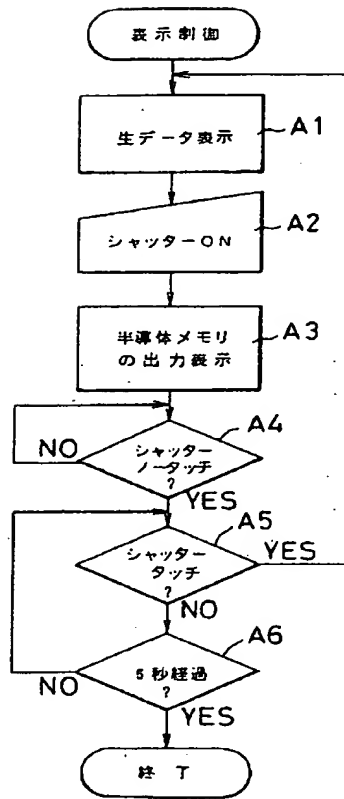 表示制御
生データ表示
A1
シャッターON
A2
半導体メモリ
の出力表示
A3
シャッター
ノータッチ
?
A4
NO
YES
シャッター
タッチ
?
A5
YES
NO
5秒経過
?
A6
NO
YES
終了